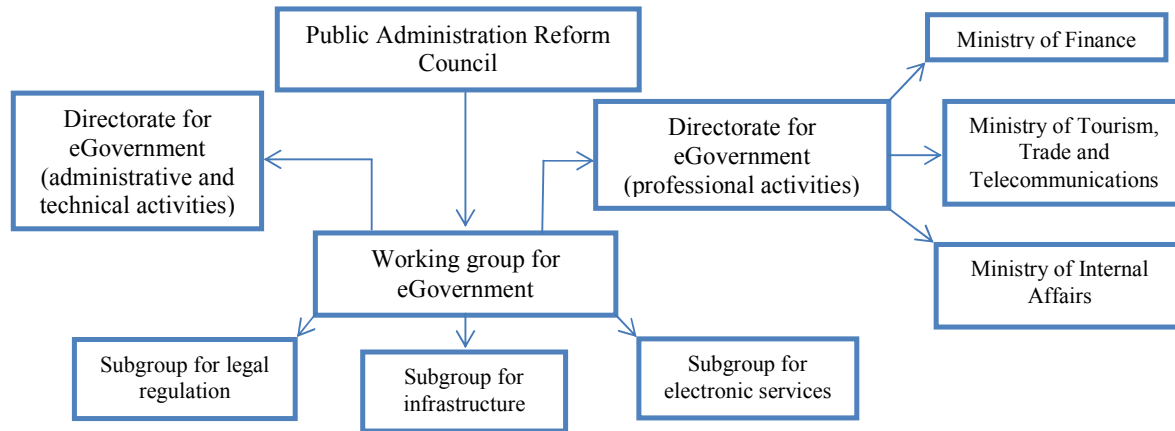 Public Administration Reform
Council
Ministry of Finance
Directorate for
eGovernment
(administrative and
technical activities)
Directorate for
eGovernment
(professional activities)
Ministry of Tourism,
Trade and
Telecommunications
Working group for
eGovernment
Ministry of Internal
Affairs
Subgroup for legal
regulation
Subgroup for
infrastructure
Subgroup for
electronic services